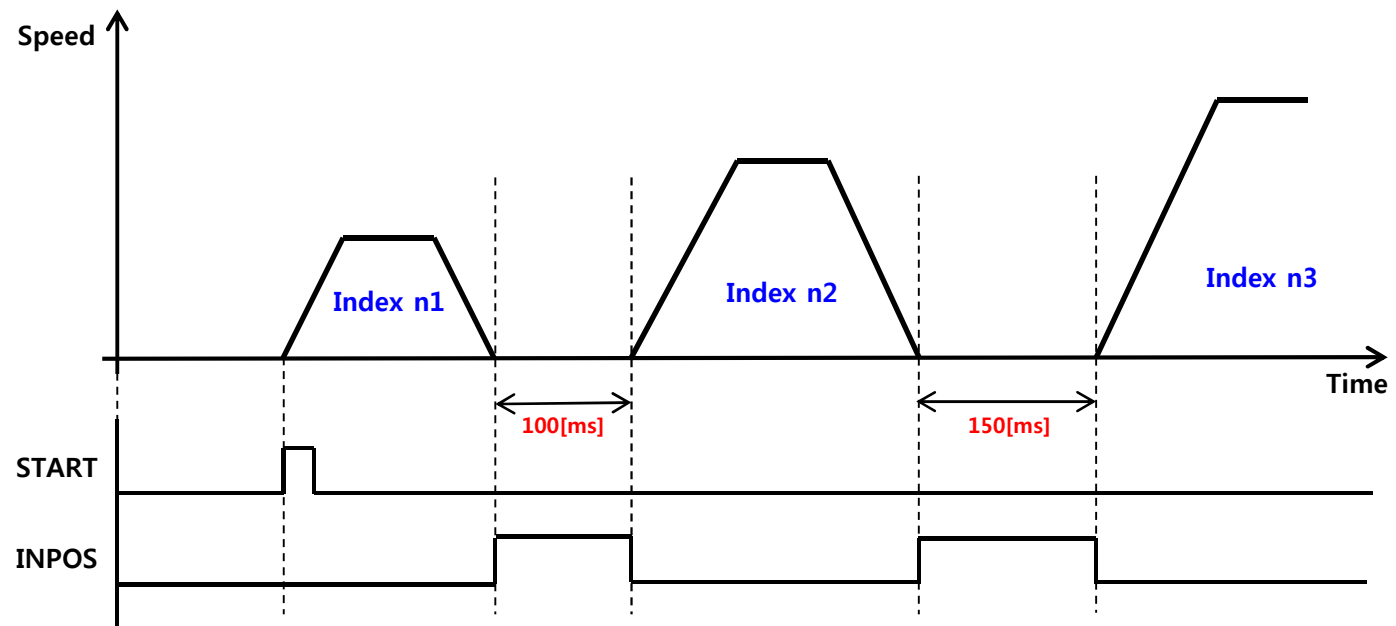 Speed
Index n1
Index n2
Index n3
Time
100[ms]
150[ms]
START
INPOS